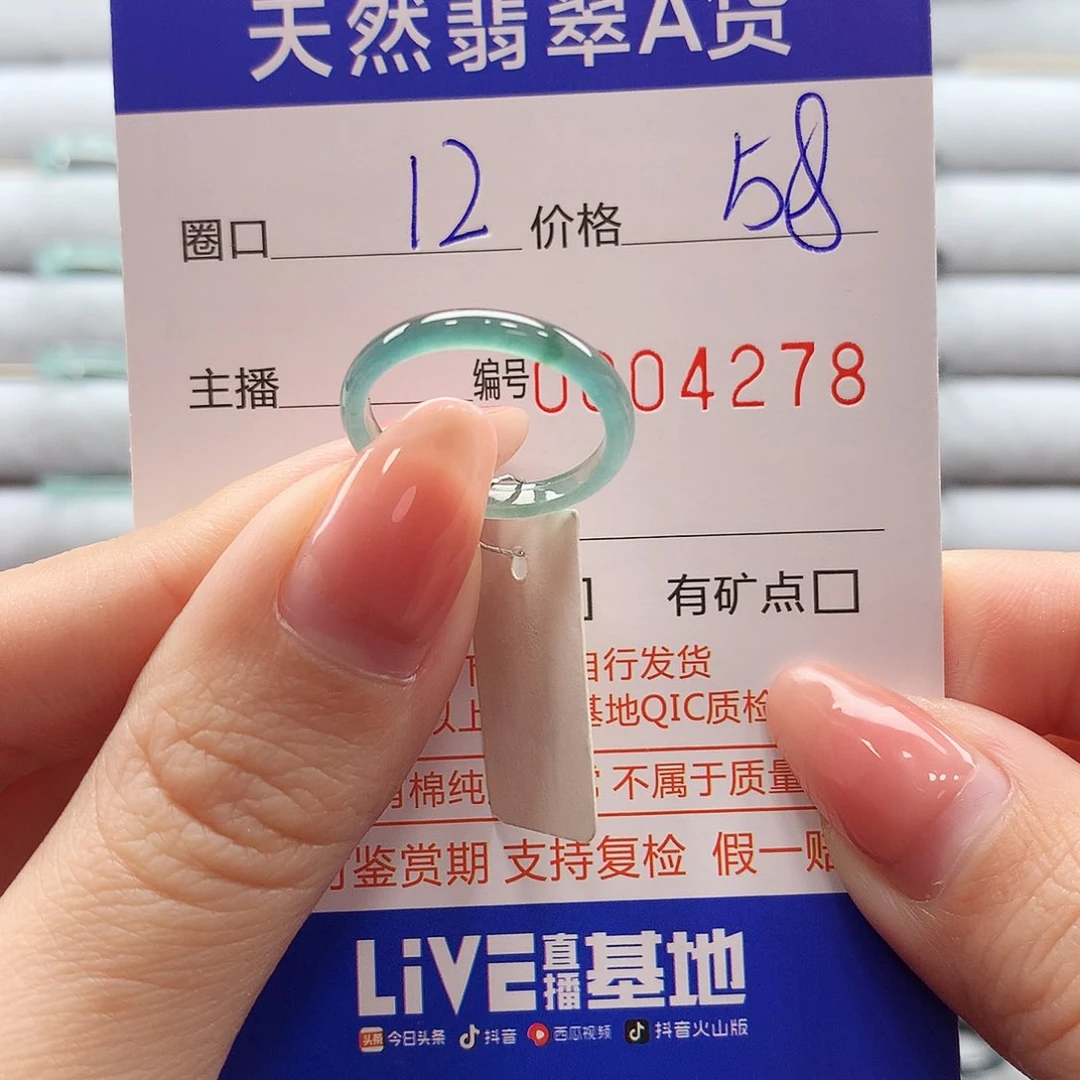 天然翡翠A货
圈口 12 价格 58
主播 编号 04278
有矿点
自行发货
以上 基地QIC质检
有棉纯 不属于质量
鉴赏期 支持复检 假一赔
LiVE直播基地
今日头条 抖音 西瓜视频 抖音火山版